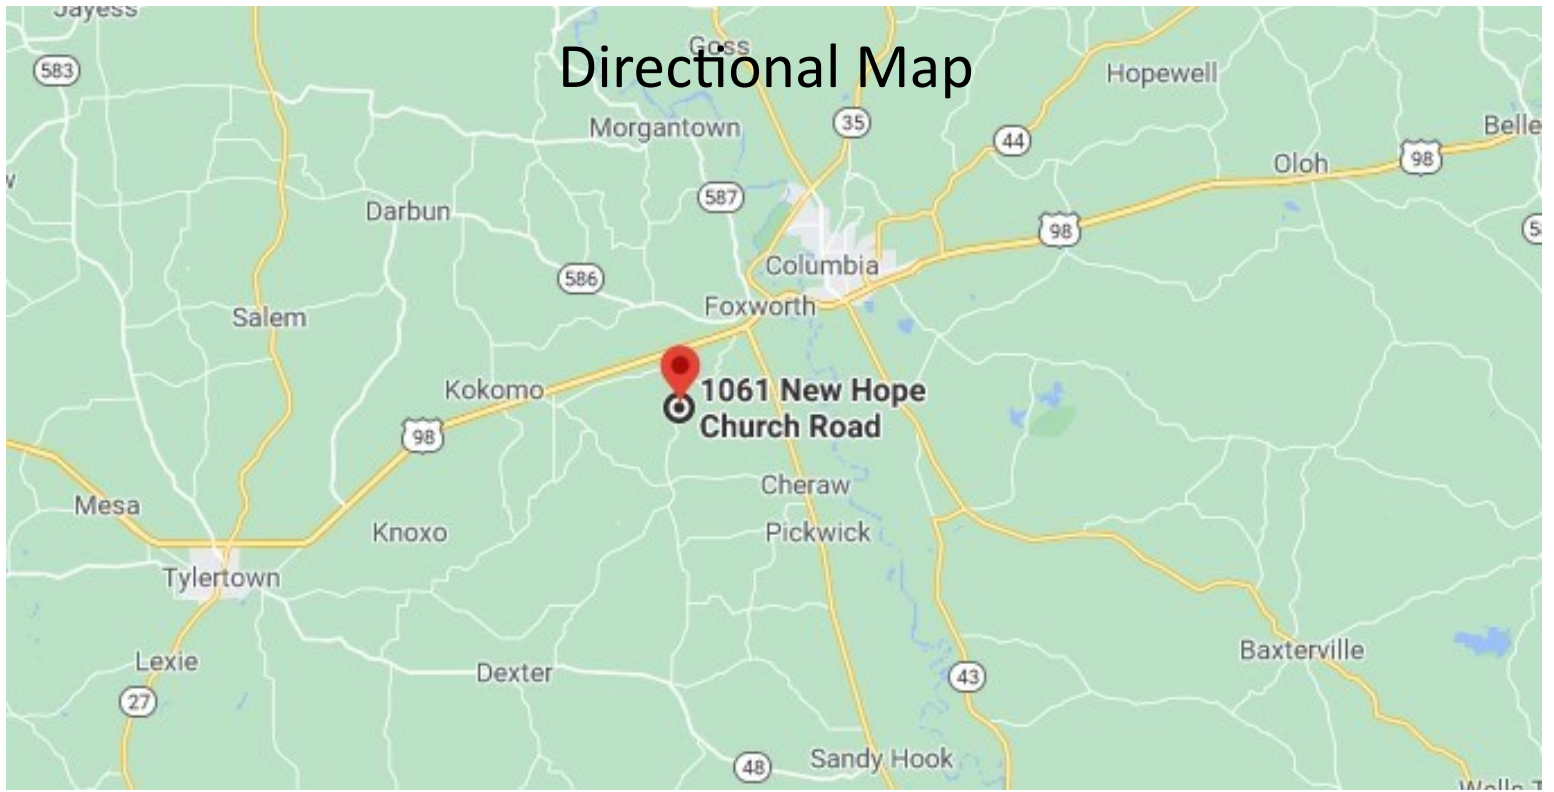 Jayess
Goss
Directional Map
583
Hopewell
35
Morgantown
44
Belle
98
Oloh
587
Darbun
98
Columbia
586
Foxworth
Salem
Kokomo
1061 New Hope
Church Road
98
Cheraw
Mesa
Knoxo
Pickwick
Tylertown
Baxterville
Lexie
Dexter
43
27
Sandy Hook
48